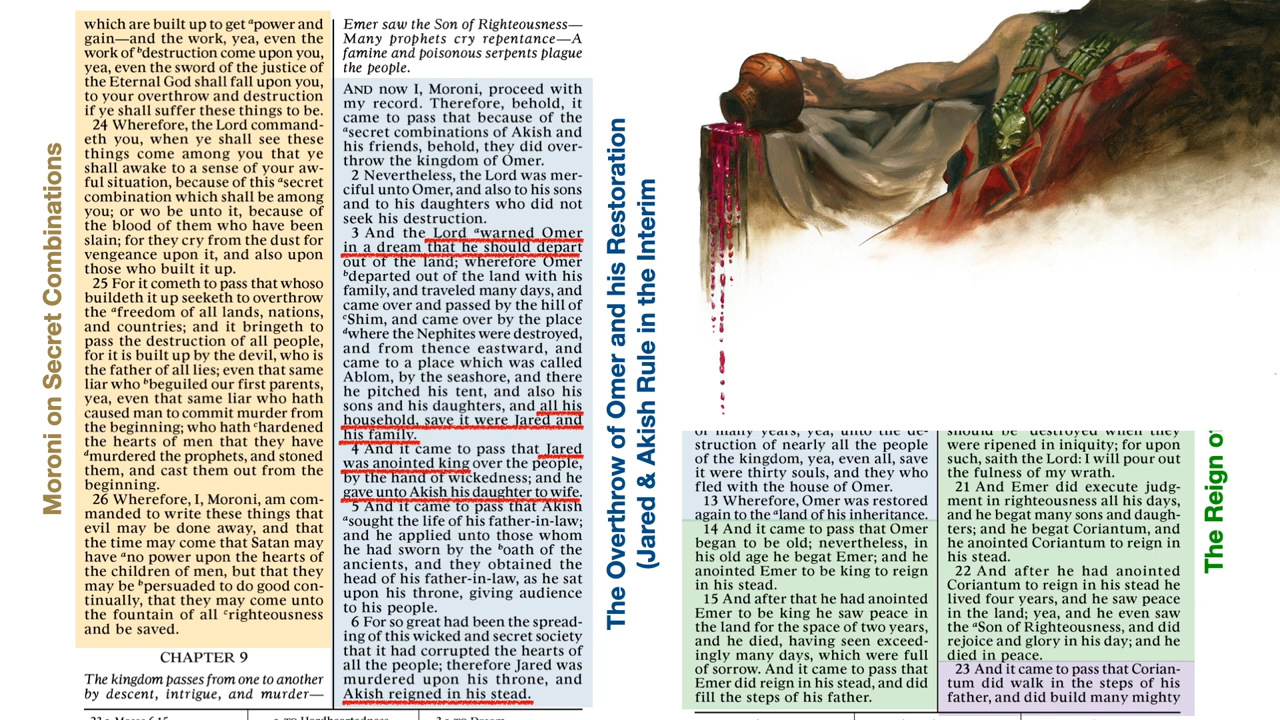 Moroni on Secret Combinations
which are built up to get ᵃpower and
gain—and the work, yea, even the
work of ᵇdestruction come upon you,
yea, even the sword of the justice of
the Eternal God shall fall upon you,
to your overthrow and destruction
if ye shall suffer these things to be.
24 Wherefore, the Lord command-
eth you, when ye shall see these
things come among you that ye
shall awake to a sense of your aw-
ful situation, because of this ᵃsecret
combination which shall be among
you; or wo be unto it, because of
the blood of them who have been
slain; for they cry from the dust for
vengeance upon it, and also upon
those who built it up.
25 For it cometh to pass that whoso
buildeth it up seeketh to overthrow
the ᵃfreedom of all lands, nations,
and countries; and it bringeth to
pass the destruction of all people,
for it is built up by the devil, who is
the father of all lies; even that same
liar who ᵇbeguiled our first parents,
yea, even that same liar who hath
caused man to commit murder from
the beginning; who hath ᶜhardened
the hearts of men that they have
ᵈmurdered the prophets, and stoned
them, and cast them out from the
beginning.
26 Wherefore, I, Moroni, am com-
manded to write these things that
evil may be done away, and that
the time may come that Satan may
have ᵃno power upon the hearts of
the children of men, but that they
may be ᵇpersuaded to do good con-
tinually, that they may come unto
the fountain of all ᶜrighteousness
and be saved.
CHAPTER 9
The kingdom passes from one to another
by descent, intrigue, and murder—
Emer saw the Son of Righteousness—
Many prophets cry repentance—A
famine and poisonous serpents plague
the people.
AND now I, Moroni, proceed with
my record. Therefore, behold, it
came to pass that because of the
ᵃsecret combinations of Akish and
his friends, behold, they did over-
throw the kingdom of Omer.
2 Nevertheless, the Lord was mer-
ciful unto Omer, and also to his sons
and to his daughters who did not
seek his destruction.
3 And the Lord ᵃwarned Omer
in a dream that he should depart
out of the land; wherefore Omer
ᵇdeparted out of the land with his
family, and traveled many days, and
came over and passed by the hill of
ᶜShim, and came over by the place
ᵈwhere the Nephites were destroyed,
and from thence eastward, and
came to a place which was called
Ablom, by the seashore, and there
he pitched his tent, and also his
sons and his daughters, and all his
household, save it were Jared and
his family.
4 And it came to pass that Jared
was anointed king over the people,
by the hand of wickedness; and he
gave unto Akish his daughter to wife.
5 And it came to pass that Akish
ᵃsought the life of his father-in-law;
and he applied unto those whom
he had sworn by the ᵇoath of the
ancients, and they obtained the
head of his father-in-law, as he sat
upon his throne, giving audience
to his people.
6 For so great had been the spread-
ing of this wicked and secret society
that it had corrupted the hearts of
all the people; therefore Jared was
murdered upon his throne, and
Akish reigned in his stead.
The Overthrow of Omer and his Restoration
(Jared & Akish Rule in the Interim
of many years, yea, unto the de-
struction of nearly all the people
of the kingdom, yea, even all, save
it were thirty souls, and they who
fled with the house of Omer.
13 Wherefore, Omer was restored
again to the ᵃland of his inheritance.
14 And it came to pass that Omer
began to be old; nevertheless, in
his old age he begat Emer; and he
anointed Emer to be king to reign
in his stead.
15 And after that he had anointed
Emer to be king he saw peace in
the land for the space of two years,
and he died, having seen exceed-
ingly many days, which were full
of sorrow. And it came to pass that
Emer did reign in his stead, and did
fill the steps of his father.
should be destroyed when they
were ripened in iniquity; for upon
such, saith the Lord: I will pour out
the fulness of my wrath.
21 And Emer did execute judg-
ment in righteousness all his days,
and he begat many sons and daugh-
ters; and he begat Coriantum, and
he anointed Coriantum to reign in
his stead.
22 And after he had anointed
Coriantum to reign in his stead he
lived four years, and he saw peace
in the land; yea, and he even saw
the ᵃSon of Righteousness, and did
rejoice and glory in his day; and he
died in peace.
23 And it came to pass that Corian-
tum did walk in the steps of his
father, and did build many mighty
The Reign of